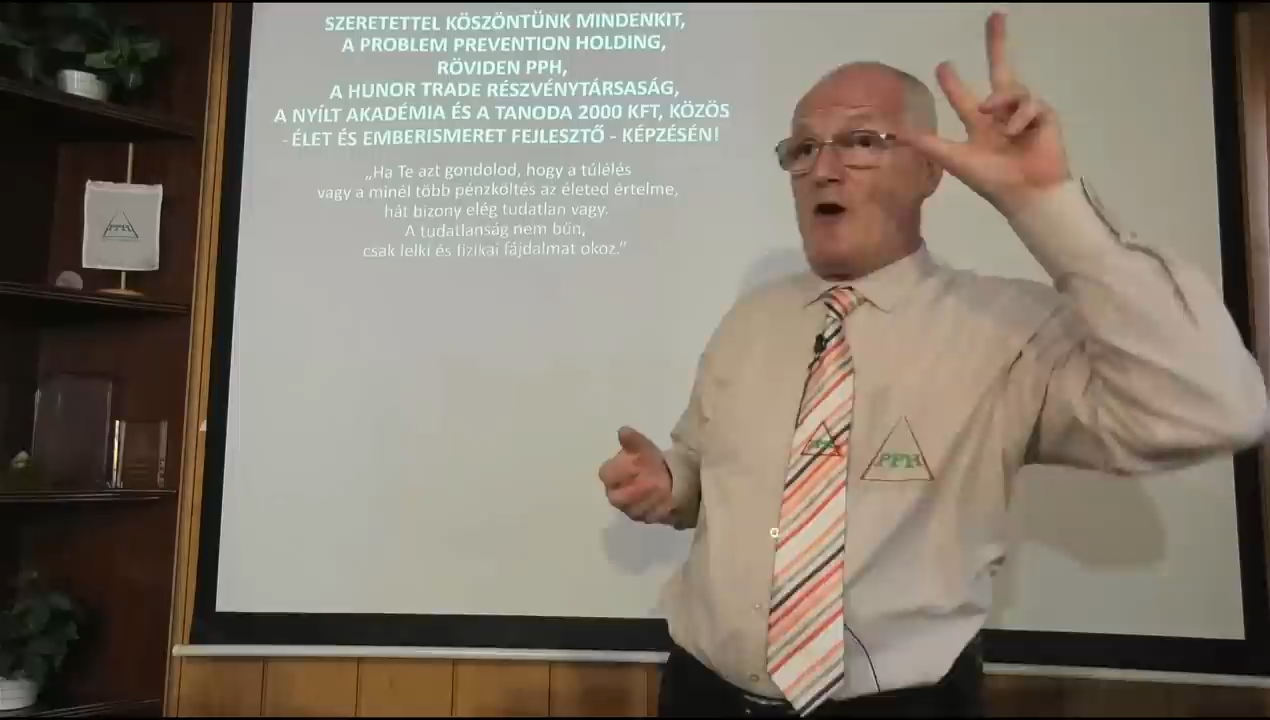 SZERETETTEL KÖSZÖNTÜNK MINDENKIT,
A PROBLEM PREVENTION HOLDING,
RÖVIDEN PPH,
A HUNOR TRADE RÉSZVÉNYTÁRSASÁG,
A NYÍLT AKADÉMIA ÉS A TANODA 2000 KFT, KÖZÖS
- ÉLET ÉS EMBERISMERET FEJLESZTŐ - KÉPZÉSÉN!
„Ha Te azt gondolod, hogy a túlélés
vagy a minél több pénzköltés az életed értelme,
hát bizony elég tudatlan vagy.
A tudatlanság nem bűn,
csak lelki és fizikai fájdalmat okoz.”
PPH
PPH
PPH